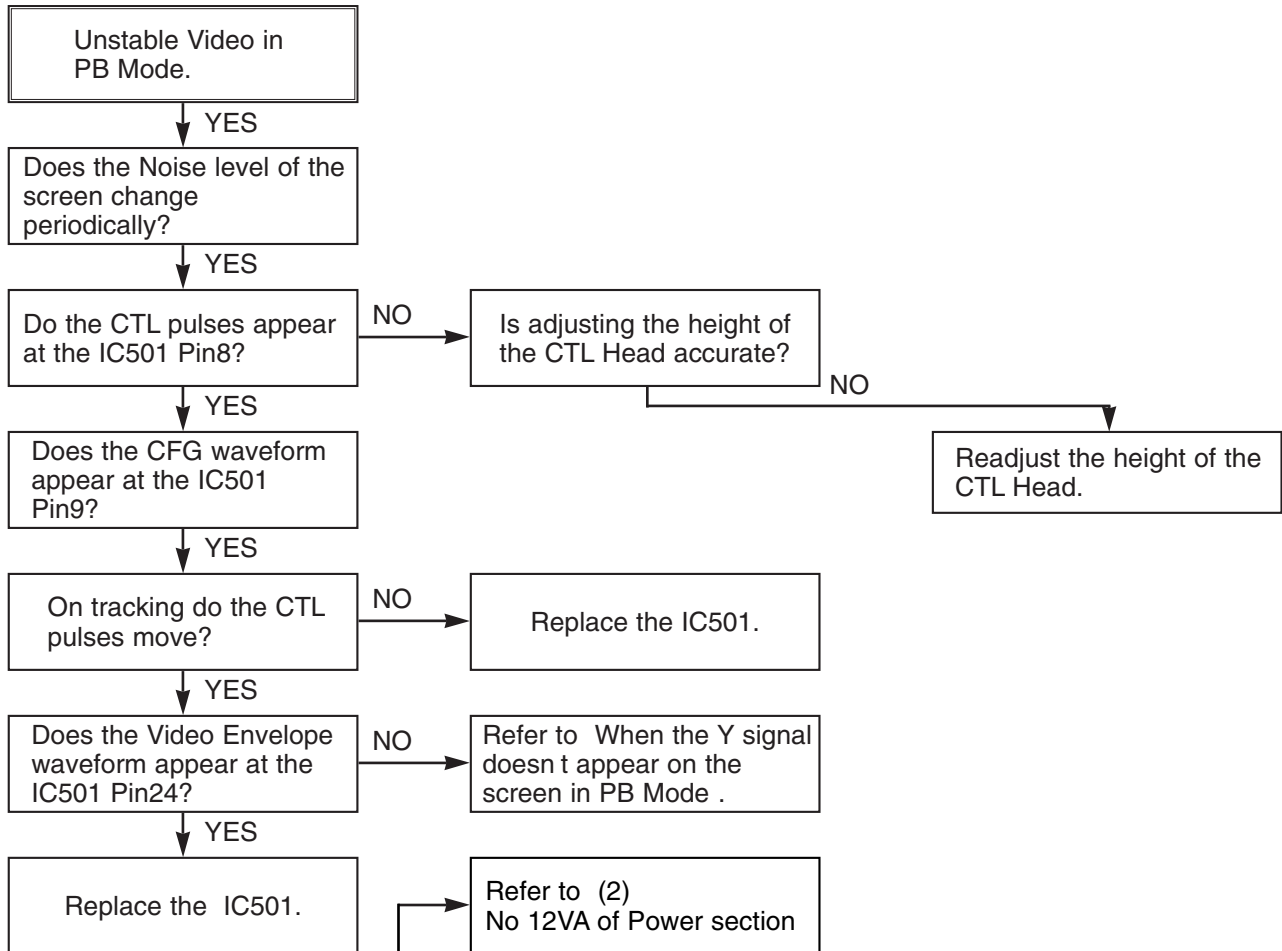 Unstable Video in
PB Mode.
YES
Does the Noise level of the
screen change
periodically?
YES
Do the CTL pulses appear
at the IC501 Pin8?
NO
Is adjusting the height of
the CTL Head accurate?
NO
Readjust the height of the
CTL Head.
YES
Does the CFG waveform
appear at the IC501
Pin9?
YES
On tracking do the CTL
pulses move?
NO
Replace the IC501.
YES
Does the Video Envelope
waveform appear at the
IC501 Pin24?
NO
Refer to When the Y signal
doesn t appear on the
screen in PB Mode .
YES
Replace the IC501.
Refer to (2)
No 12VA of Power section